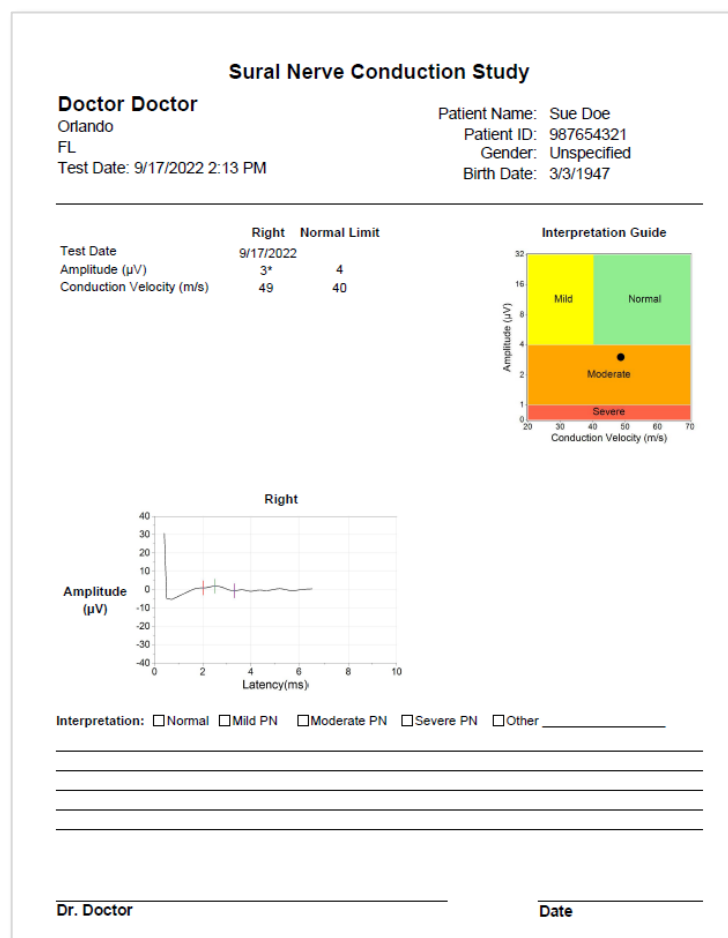 Sural Nerve Conduction Study
Doctor Doctor
Orlando
FL
Test Date: 9/17/2022 2:13 PM
Patient Name: Sue Doe
Patient ID: 987654321
Gender: Unspecified
Birth Date: 3/3/1947
Right Normal Limit
Test Date 9/17/2022
Amplitude (µV) 3* 4
Conduction Velocity (m/s) 49 40
Interpretation Guide
32
16
8
4
2
1
0
Amplitude (µV)
Mild Normal
Moderate
Severe
20 30 40 50 60 70
Conduction Velocity (m/s)
Right
40
30
20
10
0
-10
-20
-30
-40
Amplitude
(µV)
0 2 4 6 8 10
Latency(ms)
Interpretation: Normal Mild PN Moderate PN Severe PN Other
Dr. Doctor
Date